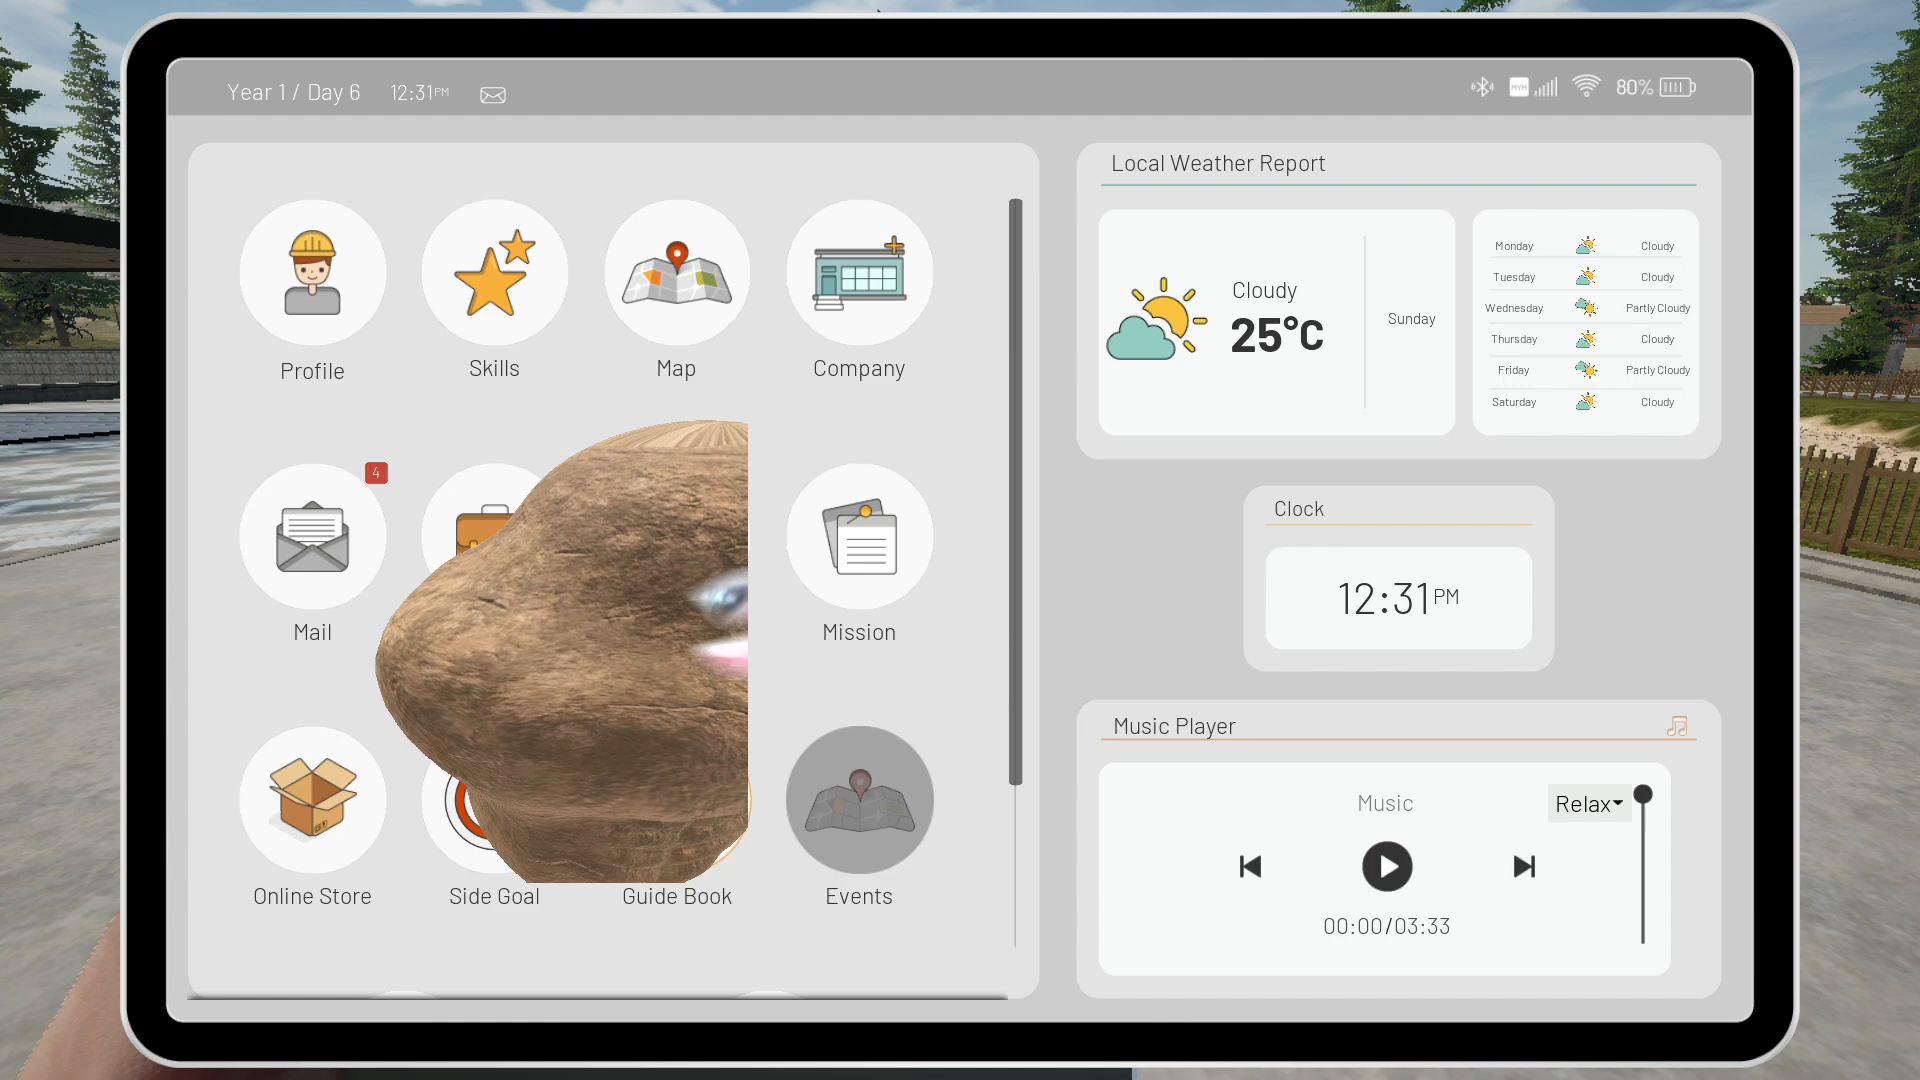 Year 1 / Day 6 12:31PM
MYM 80%
Local Weather Report
Cloudy
25°C
Sunday
Monday Cloudy
Tuesday Cloudy
Wednesday Partly Cloudy
Thursday Cloudy
Friday Partly Cloudy
Saturday Cloudy
Profile Skills Map Company
4
Mail Mission
Online Store Side Goal Guide Book Events
Clock
12:31PM
Music Player
Music
Relax
00:00/03:33